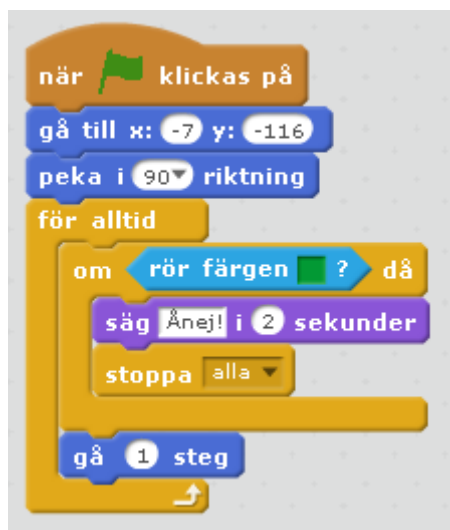 när klickas på
gå till x: -7 y: -116
peka i 90 riktning
för alltid
om rör färgen ? då
säg Ånej! i 2 sekunder
stoppa alla
gå 1 steg